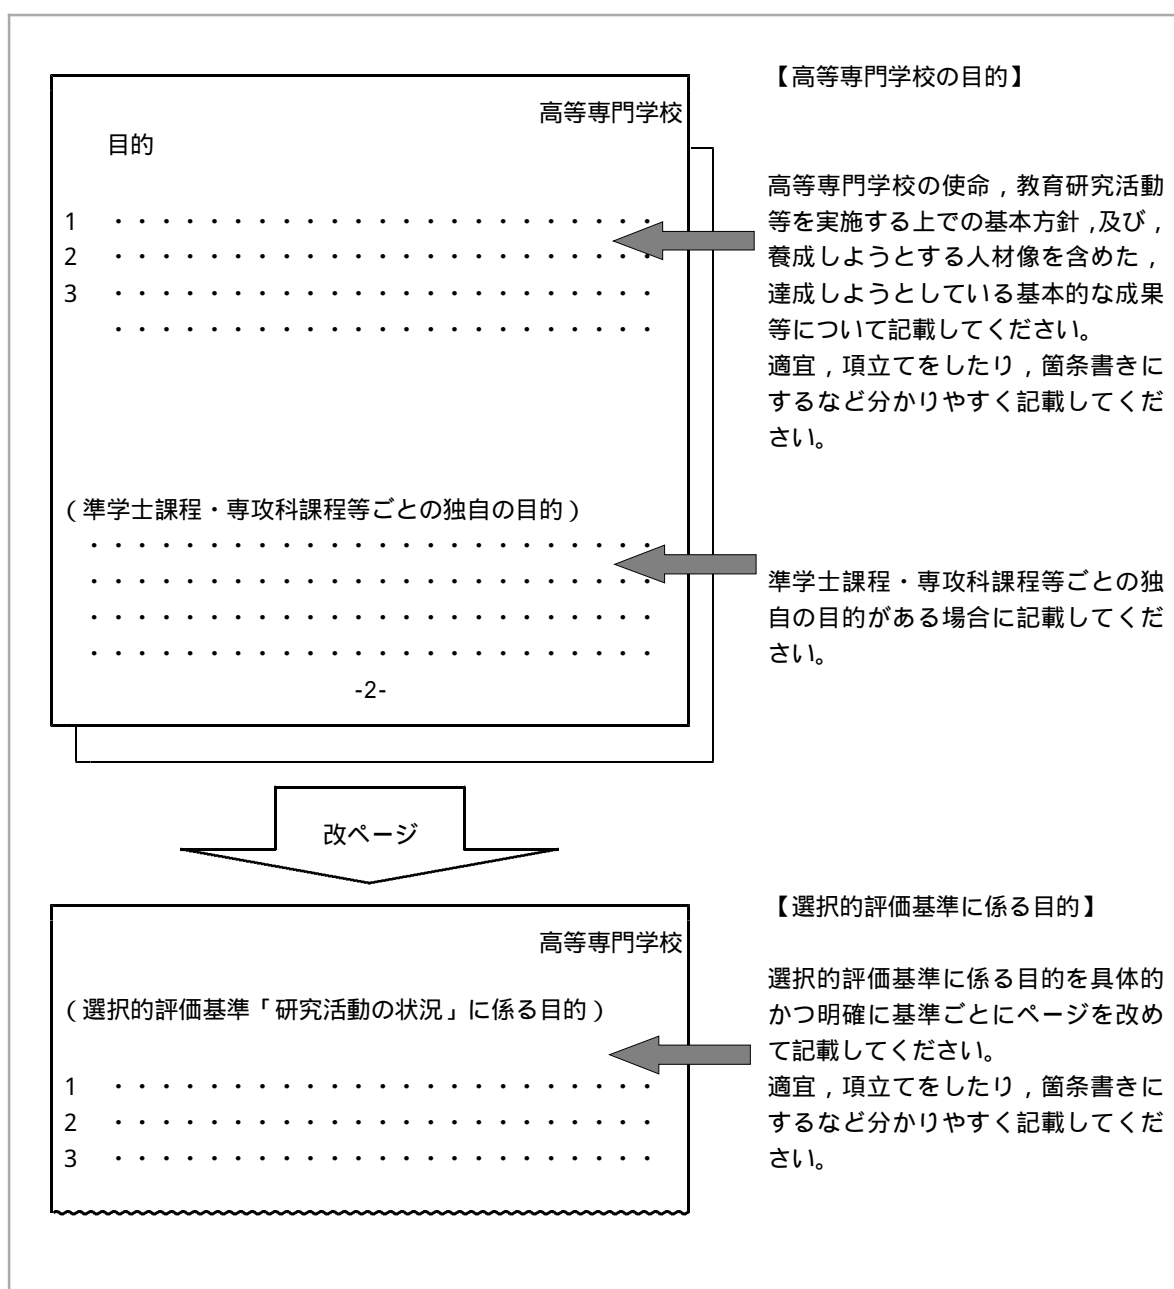 【高等専門学校の目的】
高等専門学校
目的
1 ・・・・・・・・・・・・・・・・・・・・・・・
2 ・・・・・・・・・・・・・・・・・・・・・・・
3 ・・・・・・・・・・・・・・・・・・・・・・・
・・・・・・・・・・・・・・・・・・・・・・・
高等専門学校の使命，教育研究活動
等を実施する上での基本方針，及び，
養成しようとする人材像を含めた，
達成しようとしている基本的な成果
等について記載してください。
適宜，項立てをしたり，箇条書きに
するなど分かりやすく記載してくだ
さい。
（準学士課程・専攻科課程等ごとの独自の目的）
・・・・・・・・・・・・・・・・・・・・・・・・
・・・・・・・・・・・・・・・・・・・・・・・・
・・・・・・・・・・・・・・・・・・・・・・・・
・・・・・・・・・・・・・・・・・・・・・・・・
-2-
準学士課程・専攻科課程等ごとの独
自の目的がある場合に記載してくだ
さい。
改ページ
【選択的評価基準に係る目的】
高等専門学校
（選択的評価基準「研究活動の状況」に係る目的）
1 ・・・・・・・・・・・・・・・・・・・・・・・
2 ・・・・・・・・・・・・・・・・・・・・・・・
3 ・・・・・・・・・・・・・・・・・・・・・・・
選択的評価基準に係る目的を具体的
かつ明確に基準ごとにページを改め
て記載してください。
適宜，項立てをしたり，箇条書きに
するなど分かりやすく記載してくだ
さい。